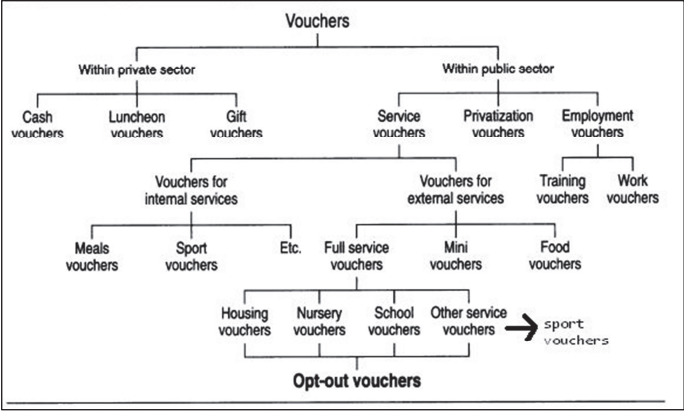 Vouchers
Within private sector Within public sector
Cash Luncheon Gift Service Privatization Employment
vouchers vouchers vouchers vouchers vouchers vouchers
Vouchers for Vouchers for Training Work
internal services external services vouchers vouchers
Meals Sport Etc. Full service Mini Food
vouchers vouchers vouchers vouchers vouchers
Housing Nursery School Other service
vouchers vouchers vouchers vouchers
sport
vouchers
Opt-out vouchers